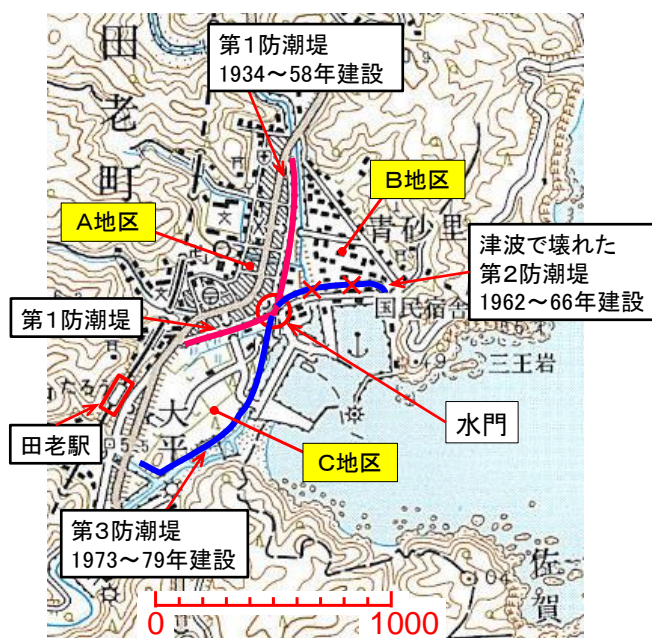 田老町
第1防潮堤
1934～58年建設
B地区
A地区
青砂里
津波で壊れた
第2防潮堤
1962～66年建設
国民宿舎
第1防潮堤
三王岩
たろう
水門
田老駅
大平
C地区
第3防潮堤
1973～79年建設
佐賀
0
1000